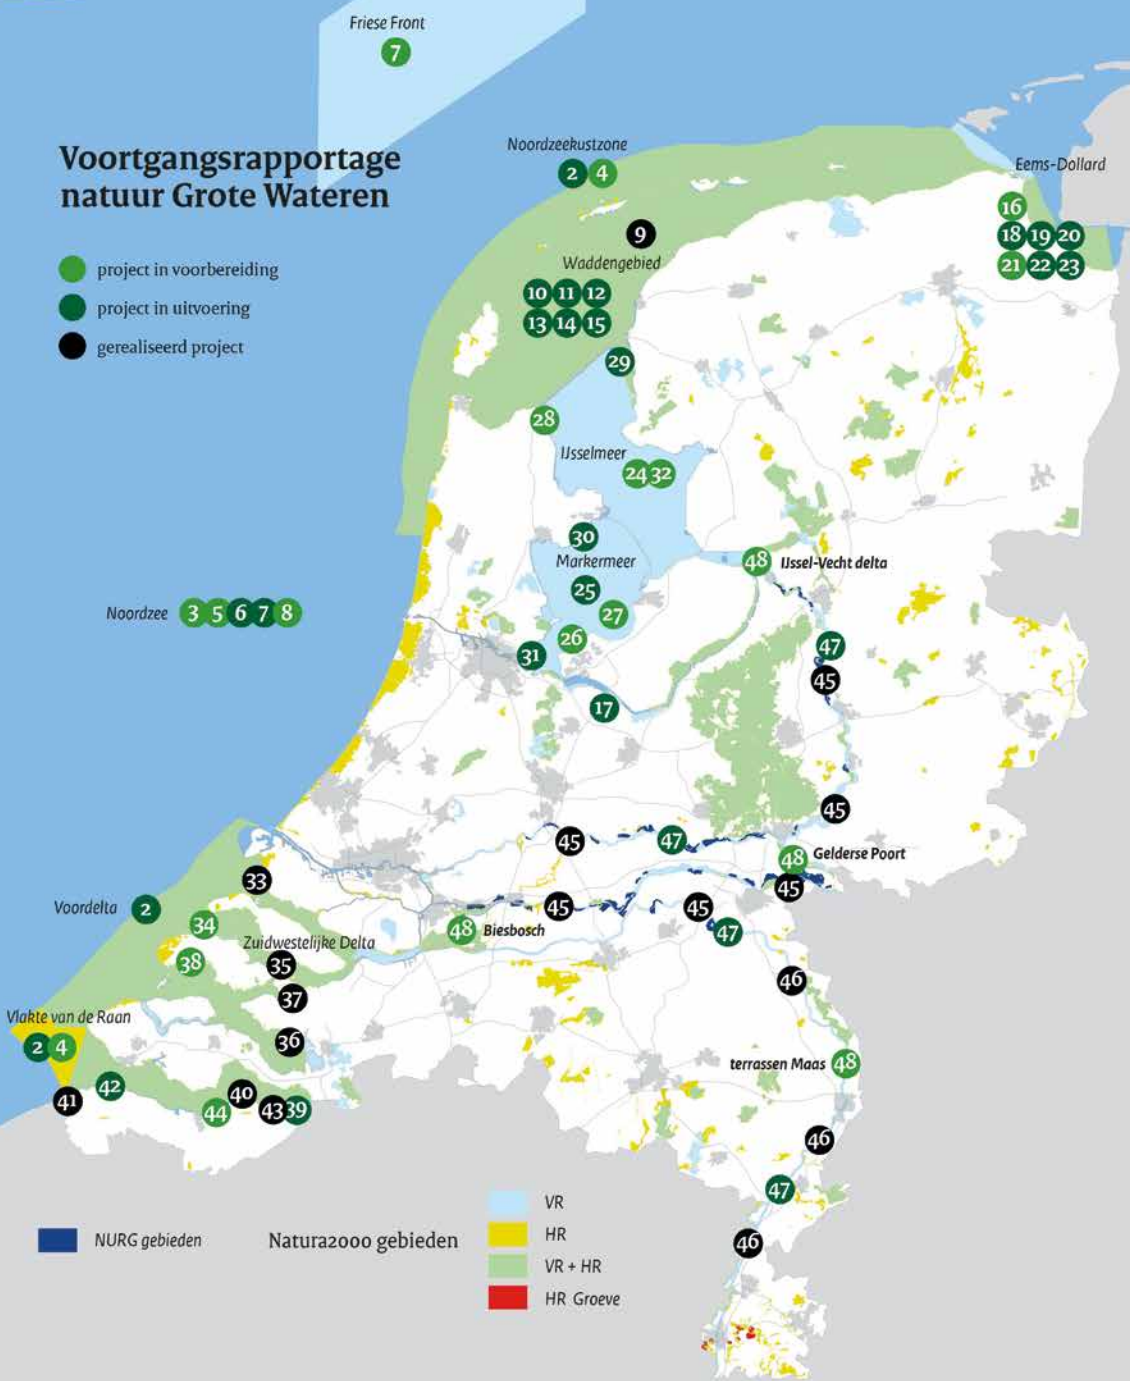 Friese Front
7
Voortgangsrapportage
natuur Grote Wateren
project in voorbereiding
project in uitvoering
gerealiseerd project
Noordzeekustzone
2 4
Eems-Dollard
16
18 19 20
21 22 23
9
Waddengebied
10 11 12
13 14 15
29
28
IJsselmeer
24 32
30
Markermeer
25
27
26
31
17
48 IJssel-Vecht delta
Noordzee 3 5 6 7 8
47
45
45
45
47
48 Gelderse Poort
45
33
Voordelta 2
34
Zuidwestelijke Delta
38
35
37
36
48 Biesbosch
45
45
47
46
Vlakte van de Raan
2 4
41
42
40
44
43 39
terrassen Maas 48
46
47
46
NURG gebieden
Natura2000 gebieden
VR
HR
VR + HR
HR Groeve